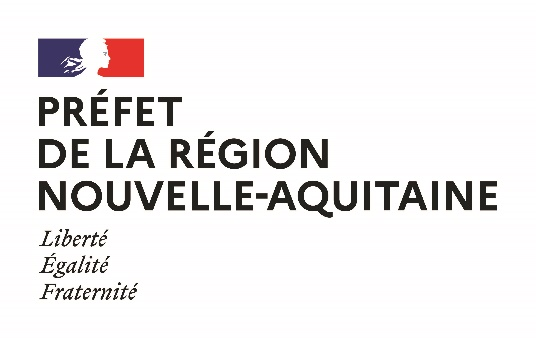 PRÉFET
DE LA RÉGION
NOUVELLE-AQUITAINE
Liberté
Égalité
Fraternité